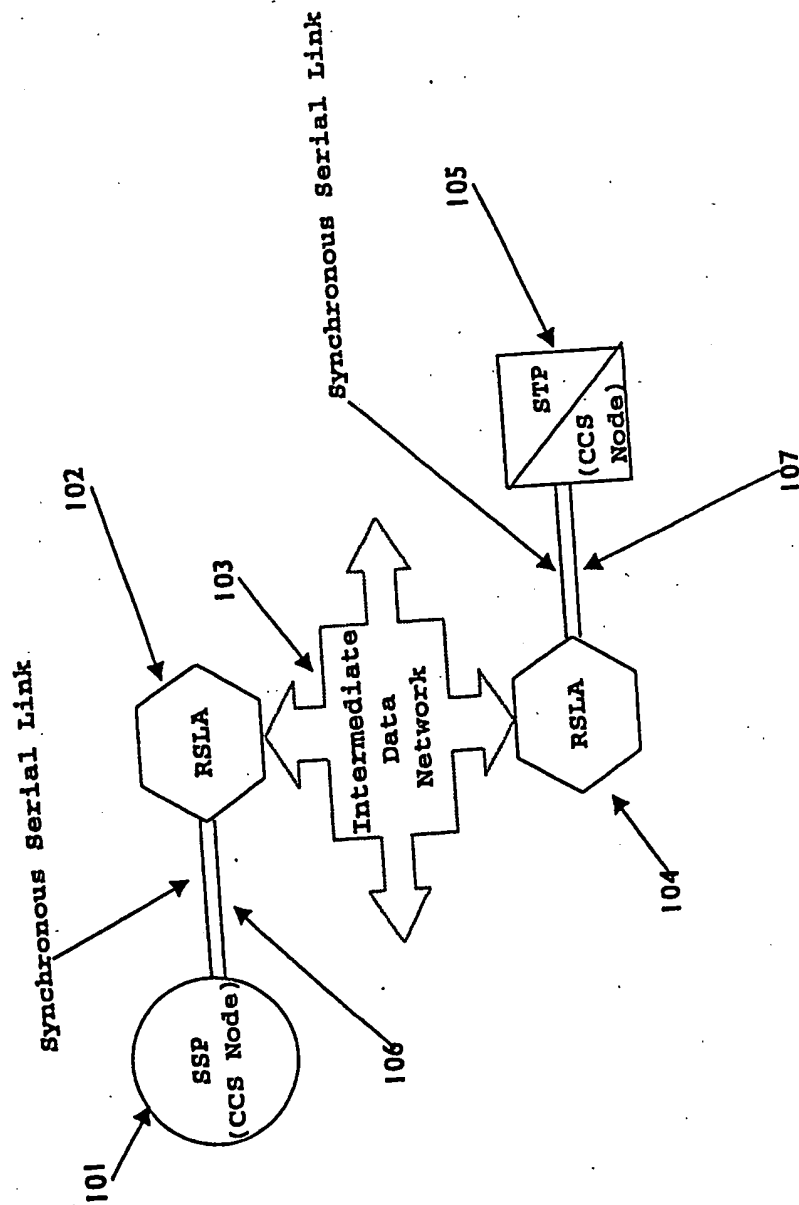 Synchronous Serial Link
101
SSP
(CCS Node)
106
102
RSLA
103
Intermediate
Data
Network
Synchronous Serial Link
104
RSLA
105
STP
(CCS
Node)
107